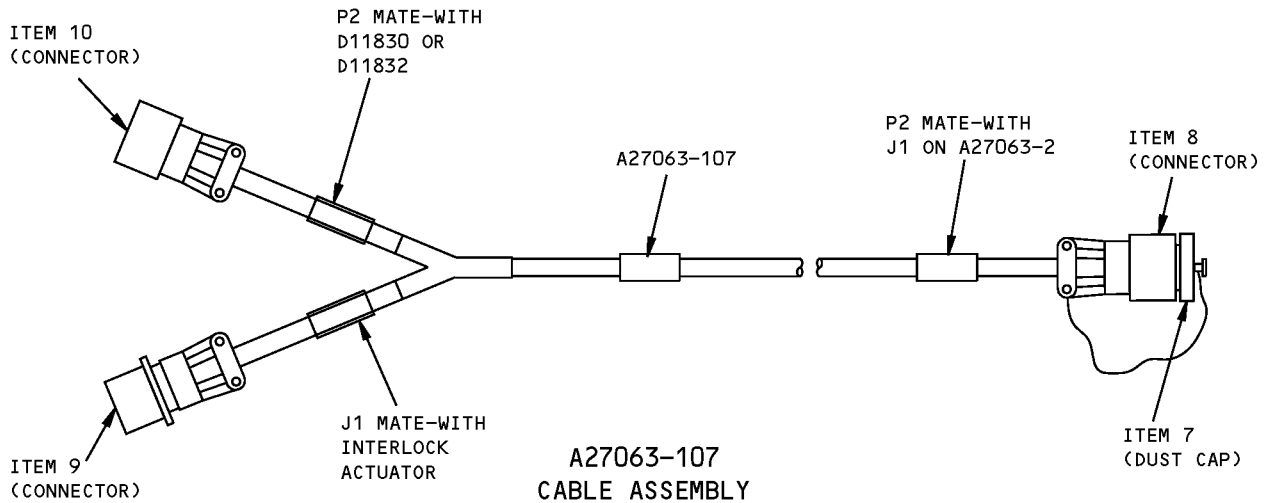 ITEM 10
(CONNECTOR)
P2 MATE-WITH
D11830 OR
D11832
A27063-107
P2 MATE-WITH
J1 ON A27063-2
ITEM 8
(CONNECTOR)
ITEM 9
(CONNECTOR)
J1 MATE-WITH
INTERLOCK
ACTUATOR
A27063-107
CABLE ASSEMBLY
ITEM 7
(DUST CAP)